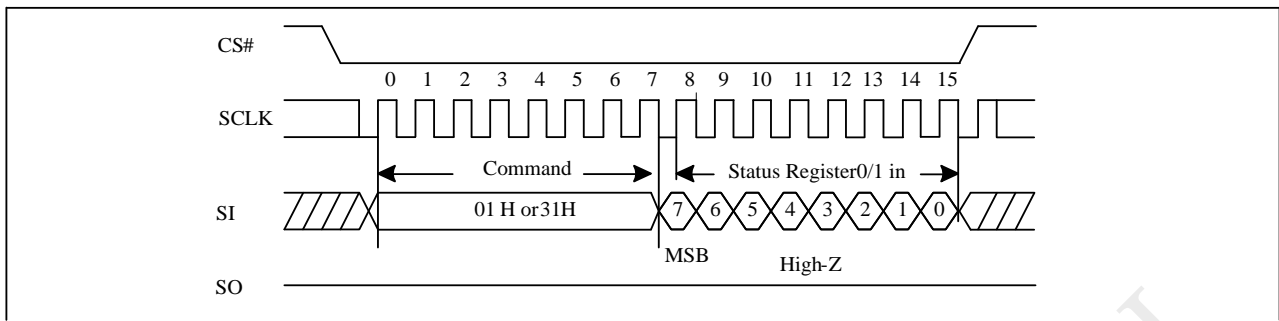 CS#
0 1 2 3 4 5 6 7 8 9 10 11 12 13 14 15
SCLK
Command Status Register0/1 in
SI 01 H or31H 7 6 5 4 3 2 1 0
MSB High-Z
SO